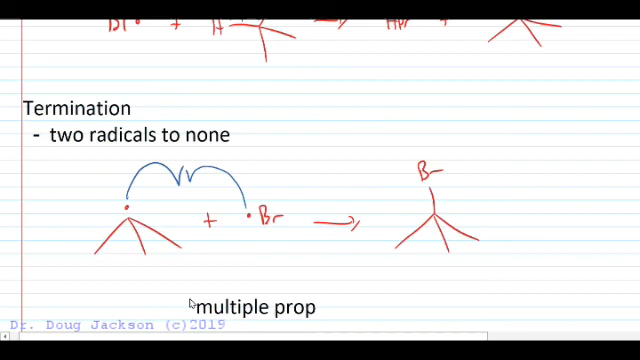 Br• + H → HBr +
Termination
- two radicals to none
Br
+ •Br →
multiple prop
Dr. Doug Jackson (c)2019